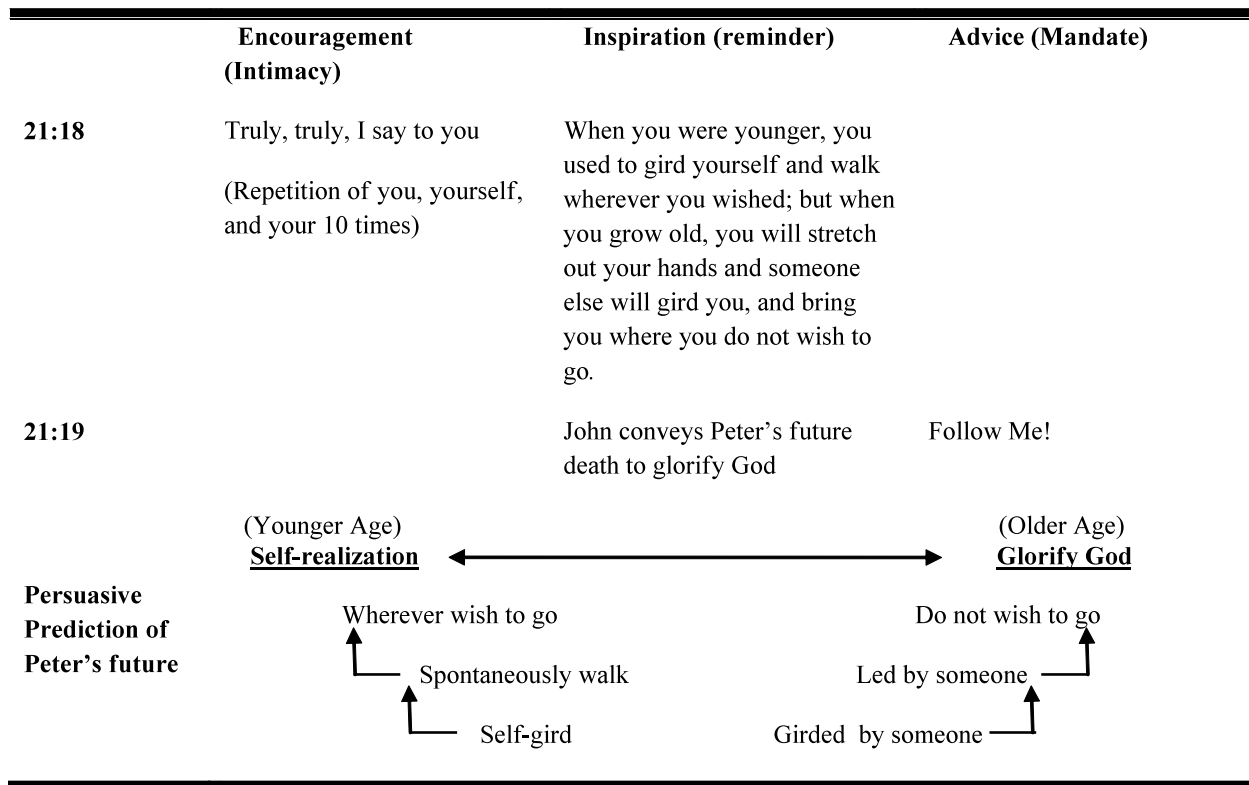 Encouragement (Intimacy)
Inspiration (reminder)
Advice (Mandate)
21:18
Truly, truly, I say to you
(Repetition of you, yourself,
and your 10 times)
When you were younger, you
used to gird yourself and walk
wherever you wished; but when
you grow old, you will stretch
out your hands and someone
else will gird you, and bring
you where you do not wish to
go.
21:19
John conveys Peter’s future
death to glorify God
Follow Me!
Persuasive
Prediction of
Peter’s future
(Younger Age)
Self-realization
(Older Age)
Glorify God
Wherever wish to go
Do not wish to go
Spontaneously walk
Led by someone
Self-gird
Girded by someone